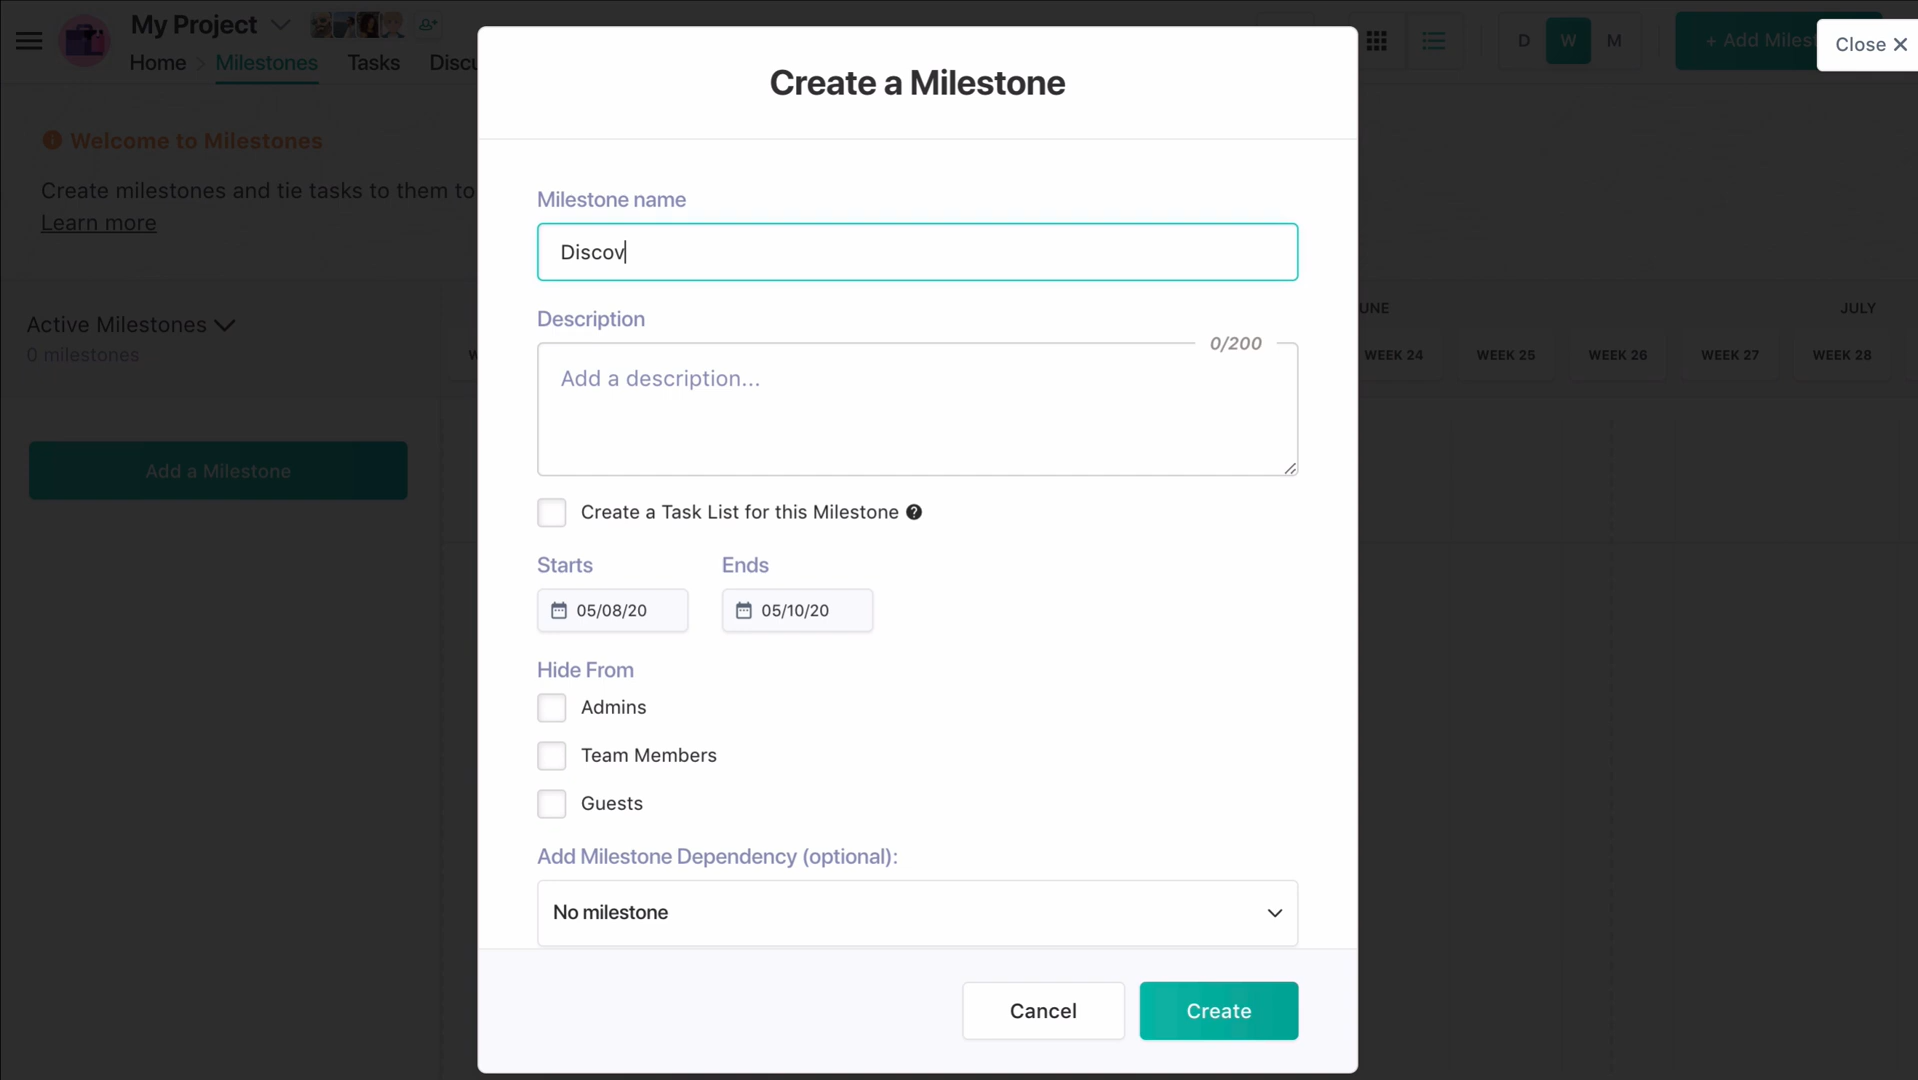 My Project
Home > Milestones Tasks Discu
D W M
+ Add Milest
Close ×
Welcome to Milestones
Create milestones and tie tasks to them to
Learn more
Active Milestones
0 milestones
Add a Milestone
Create a Milestone
Milestone name
Discov
Description
0/200
Add a description...
Create a Task List for this Milestone ?
Starts Ends
05/08/20 05/10/20
Hide From
Admins
Team Members
Guests
Add Milestone Dependency (optional):
No milestone
Cancel Create
UNE JULY
W WEEK 24 WEEK 25 WEEK 26 WEEK 27 WEEK 28